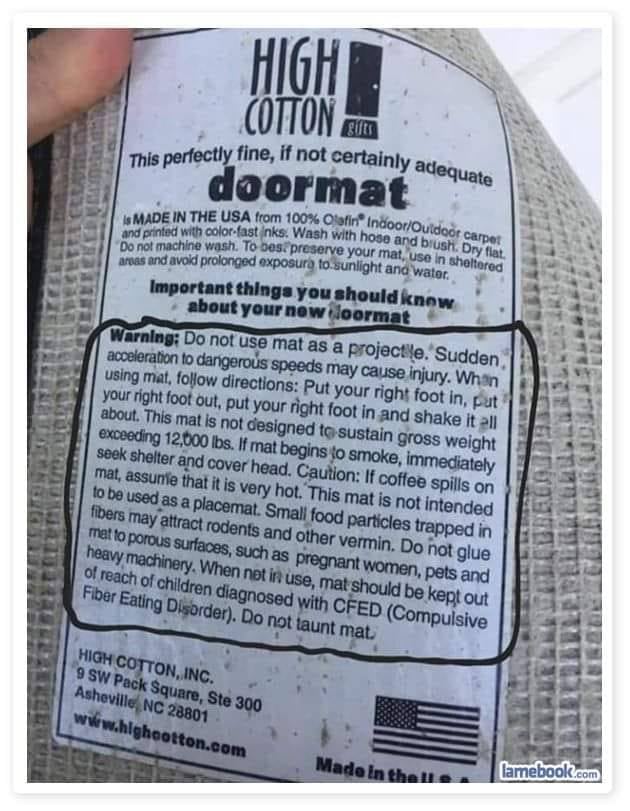 HIGH
COTTON
gifts
This perfectly fine, if not certainly adequate
doormat
is MADE IN THE USA from 100% Olefin® Indoor/Outdoor carpet
and printed with color-fast inks. Wash with hose and brush. Dry flat.
Do not machine wash. To best preserve your mat, use in sheltered
areas and avoid prolonged exposure to sunlight and water.
Important things you should know
about your new doormat
Warning: Do not use mat as a projectile. Sudden
acceleration to dangerous speeds may cause injury. When
using mat, follow directions: Put your right foot in, put
your right foot out, put your right foot in and shake it all
about. This mat is not designed to sustain gross weight
exceeding 12,000 lbs. If mat begins to smoke, immediately
seek shelter and cover head. Caution: If coffee spills on
mat, assume that it is very hot. This mat is not intended
to be used as a placemat. Small food particles trapped in
fibers may attract rodents and other vermin. Do not glue
mat to porous surfaces, such as pregnant women, pets and
heavy machinery. When not in use, mat should be kept out
of reach of children diagnosed with CFED (Compulsive
Fiber Eating Disorder). Do not taunt mat.
HIGH COTTON, INC.
9 SW Pack Square, Ste 300
Asheville, NC 28801
www.highcotton.com
Made in the U.S.A.
lamebook.com